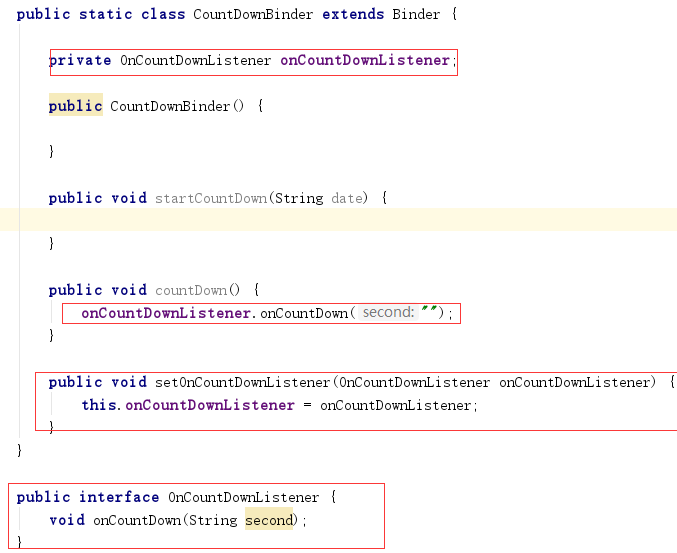 public static class CountDownBinder extends Binder {
private OnCountDownListener onCountDownListener;
public CountDownBinder() {
}
public void startCountDown(String date) {
}
public void countDown() {
onCountDownListener.onCountDown( second: "");
}
public void setOnCountDownListener(OnCountDownListener onCountDownListener) {
this.onCountDownListener = onCountDownListener;
}
}
public interface OnCountDownListener {
void onCountDown(String second);
}